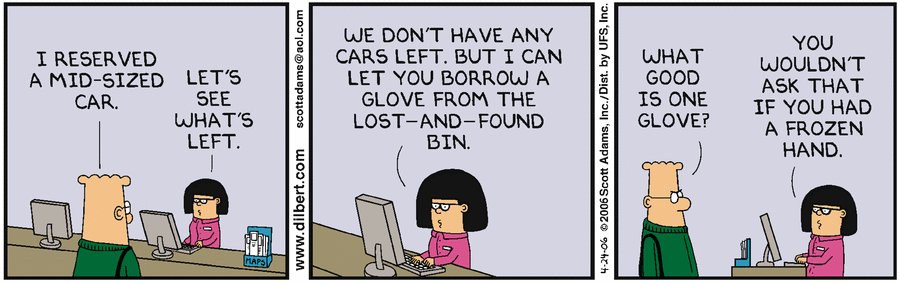 I RESERVED
A MID-SIZED
CAR.
LET'S
SEE
WHAT'S
LEFT.
MAPS
www.dilbert.com
scottadams@aol.com
WE DON'T HAVE ANY
CARS LEFT. BUT I CAN
LET YOU BORROW A
GLOVE FROM THE
LOST-AND-FOUND
BIN.
4-24-06 ©2006 Scott Adams, Inc./Dist. by UFS, Inc.
WHAT
GOOD
IS ONE
GLOVE?
YOU
WOULDN'T
ASK THAT
IF YOU HAD
A FROZEN
HAND.